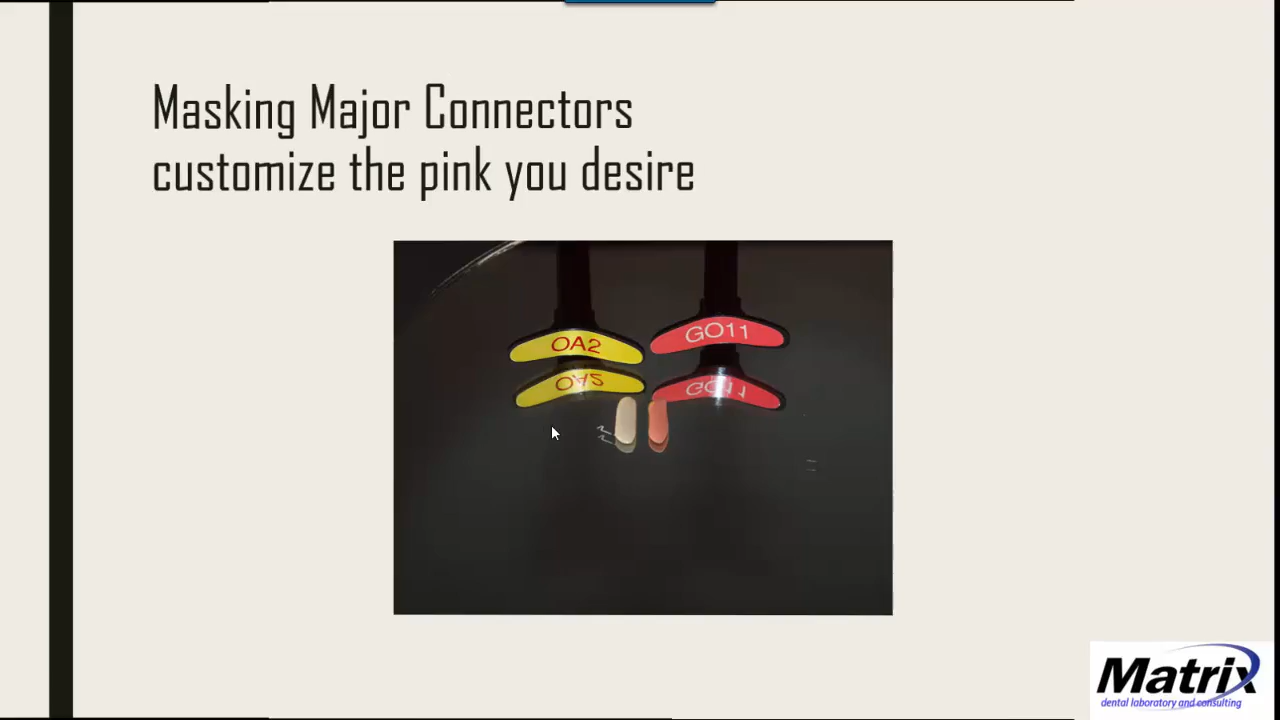 Masking Major Connectors
customize the pink you desire
OA2
GO11
OA2
GO11
Matrix
dental laboratory and consulting